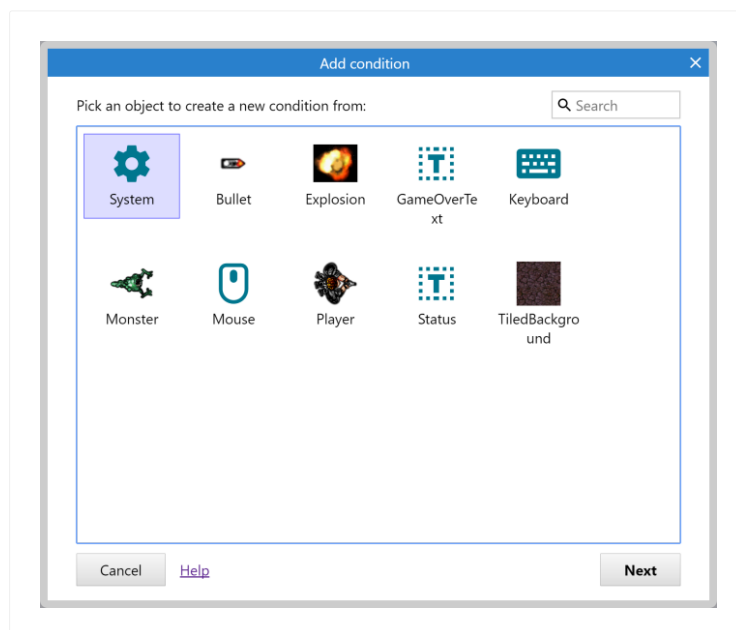 Add condition
Pick an object to create a new condition from:
Search
System
Bullet
Explosion
GameOverTe
xt
Keyboard
Monster
Mouse
Player
Status
TiledBackgro
und
Cancel
Help
Next